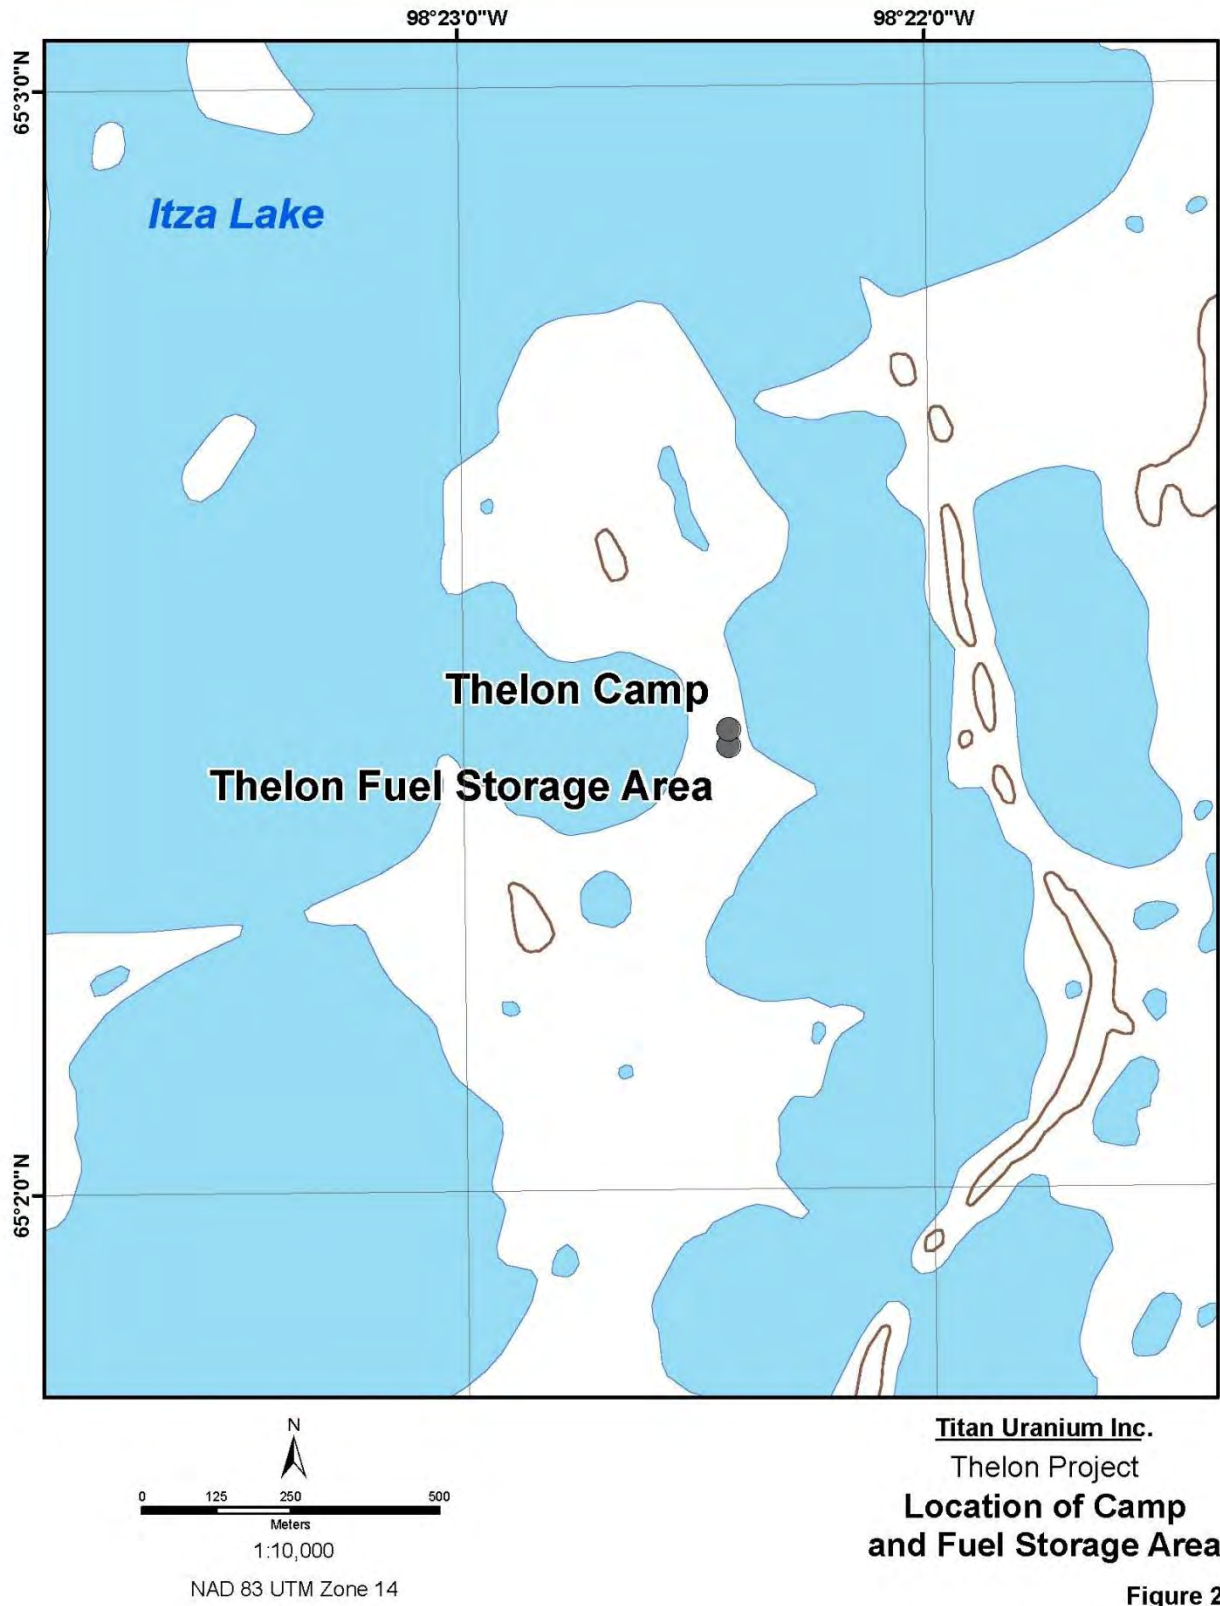 98°23'0"W
98°22'0"W
65°3'0"N
Itza Lake
Thelon Camp
Thelon Fuel Storage Area
65°2'0"N
N
0 125 250 500
Meters
1:10,000
NAD 83 UTM Zone 14
Titan Uranium Inc.
Thelon Project
Location of Camp
and Fuel Storage Area
Figure 2